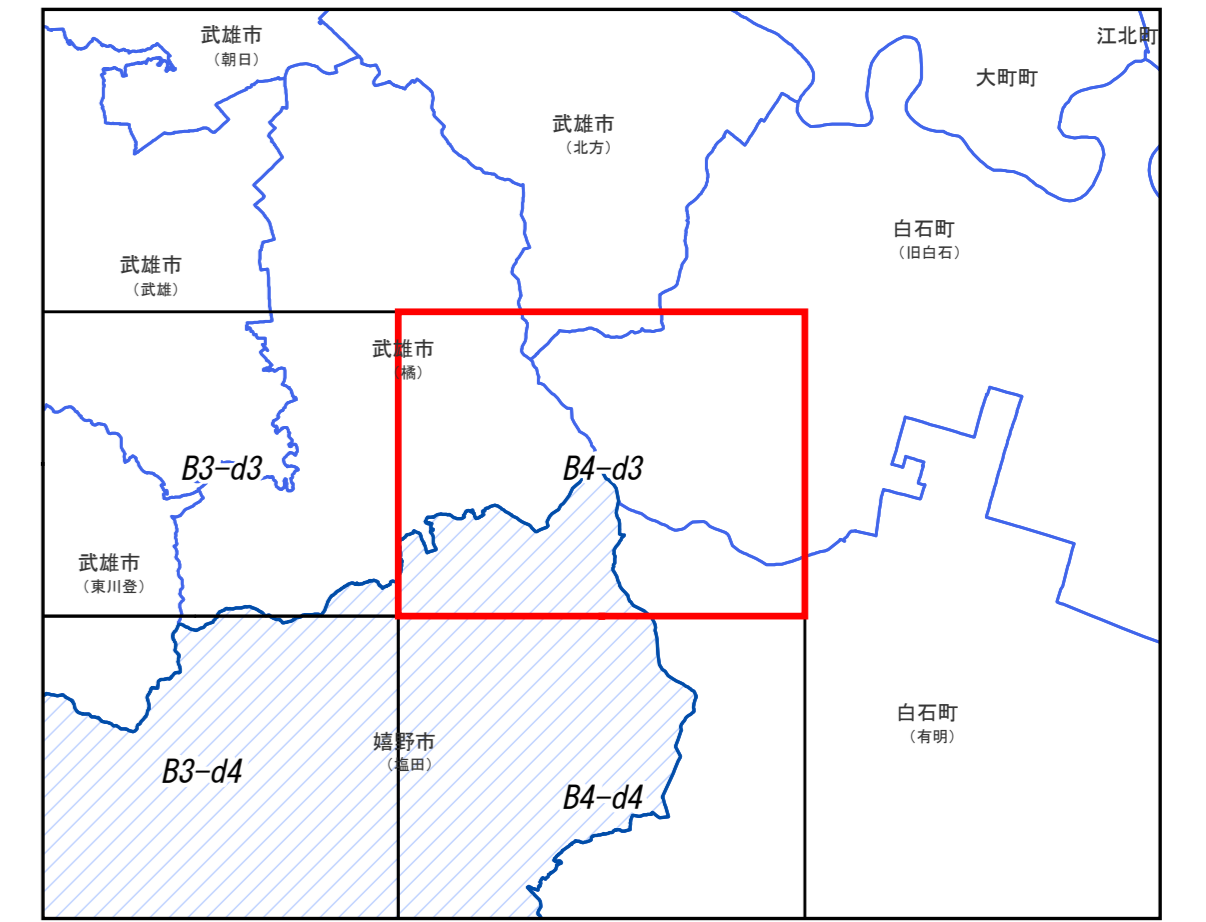 武雄市
（朝日）
江北町
大町町
武雄市
（北方）
白石町
（旧白石）
武雄市
（武雄）
武雄市
（橘）
B3-d3
B4-d3
武雄市
（東川登）
白石町
（有明）
嬉野市
（塩田）
B3-d4
B4-d4